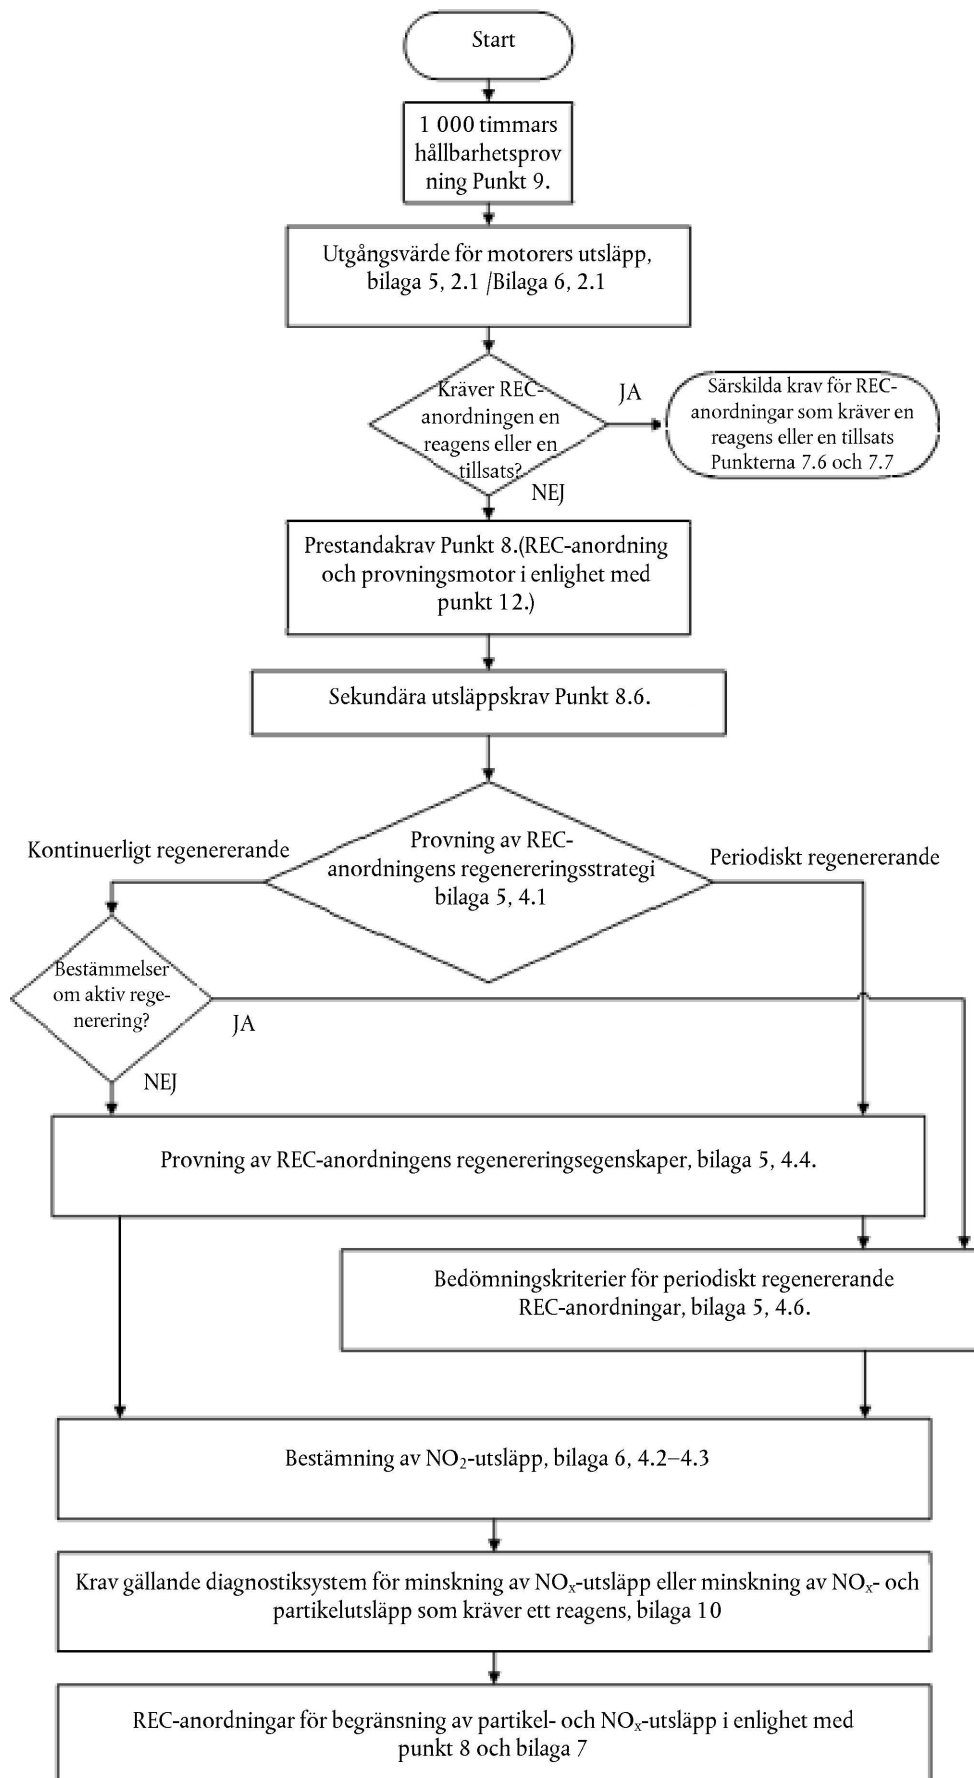 Start
1 000 timmars
hållbarhetsprov
ning Punkt 9.
Utgångsvärde för motorers utsläpp,
bilaga 5, 2.1 /Bilaga 6, 2.1
Kräver REC-
anordningen en
reagens eller en
tillsats?
JA
Särskilda krav för REC-
anordningar som kräver en
reagens eller en tillsats
Punkterna 7.6 och 7.7
NEJ
Prestandakrav Punkt 8.(REC-anordning
och provningsmotor i enlighet med
punkt 12.)
Sekundära utsläppskrav Punkt 8.6.
Provning av REC-
anordningens regenereringsstrategi
bilaga 5, 4.1
Kontinuerligt regenererande
Periodiskt regenererande
Bestämmelser
om aktiv rege-
nerering?
JA
NEJ
Provning av REC-anordningens regenereringsegenskaper, bilaga 5, 4.4.
Bedömningskriterier för periodiskt regenererande
REC-anordningar, bilaga 5, 4.6.
Bestämning av NO₂-utsläpp, bilaga 6, 4.2–4.3
Krav gällande diagnostiksystem för minskning av NOₓ-utsläpp eller minskning av NOₓ- och
partikelutsläpp som kräver ett reagens, bilaga 10
REC-anordningar för begränsning av partikel- och NOₓ-utsläpp i enlighet med
punkt 8 och bilaga 7